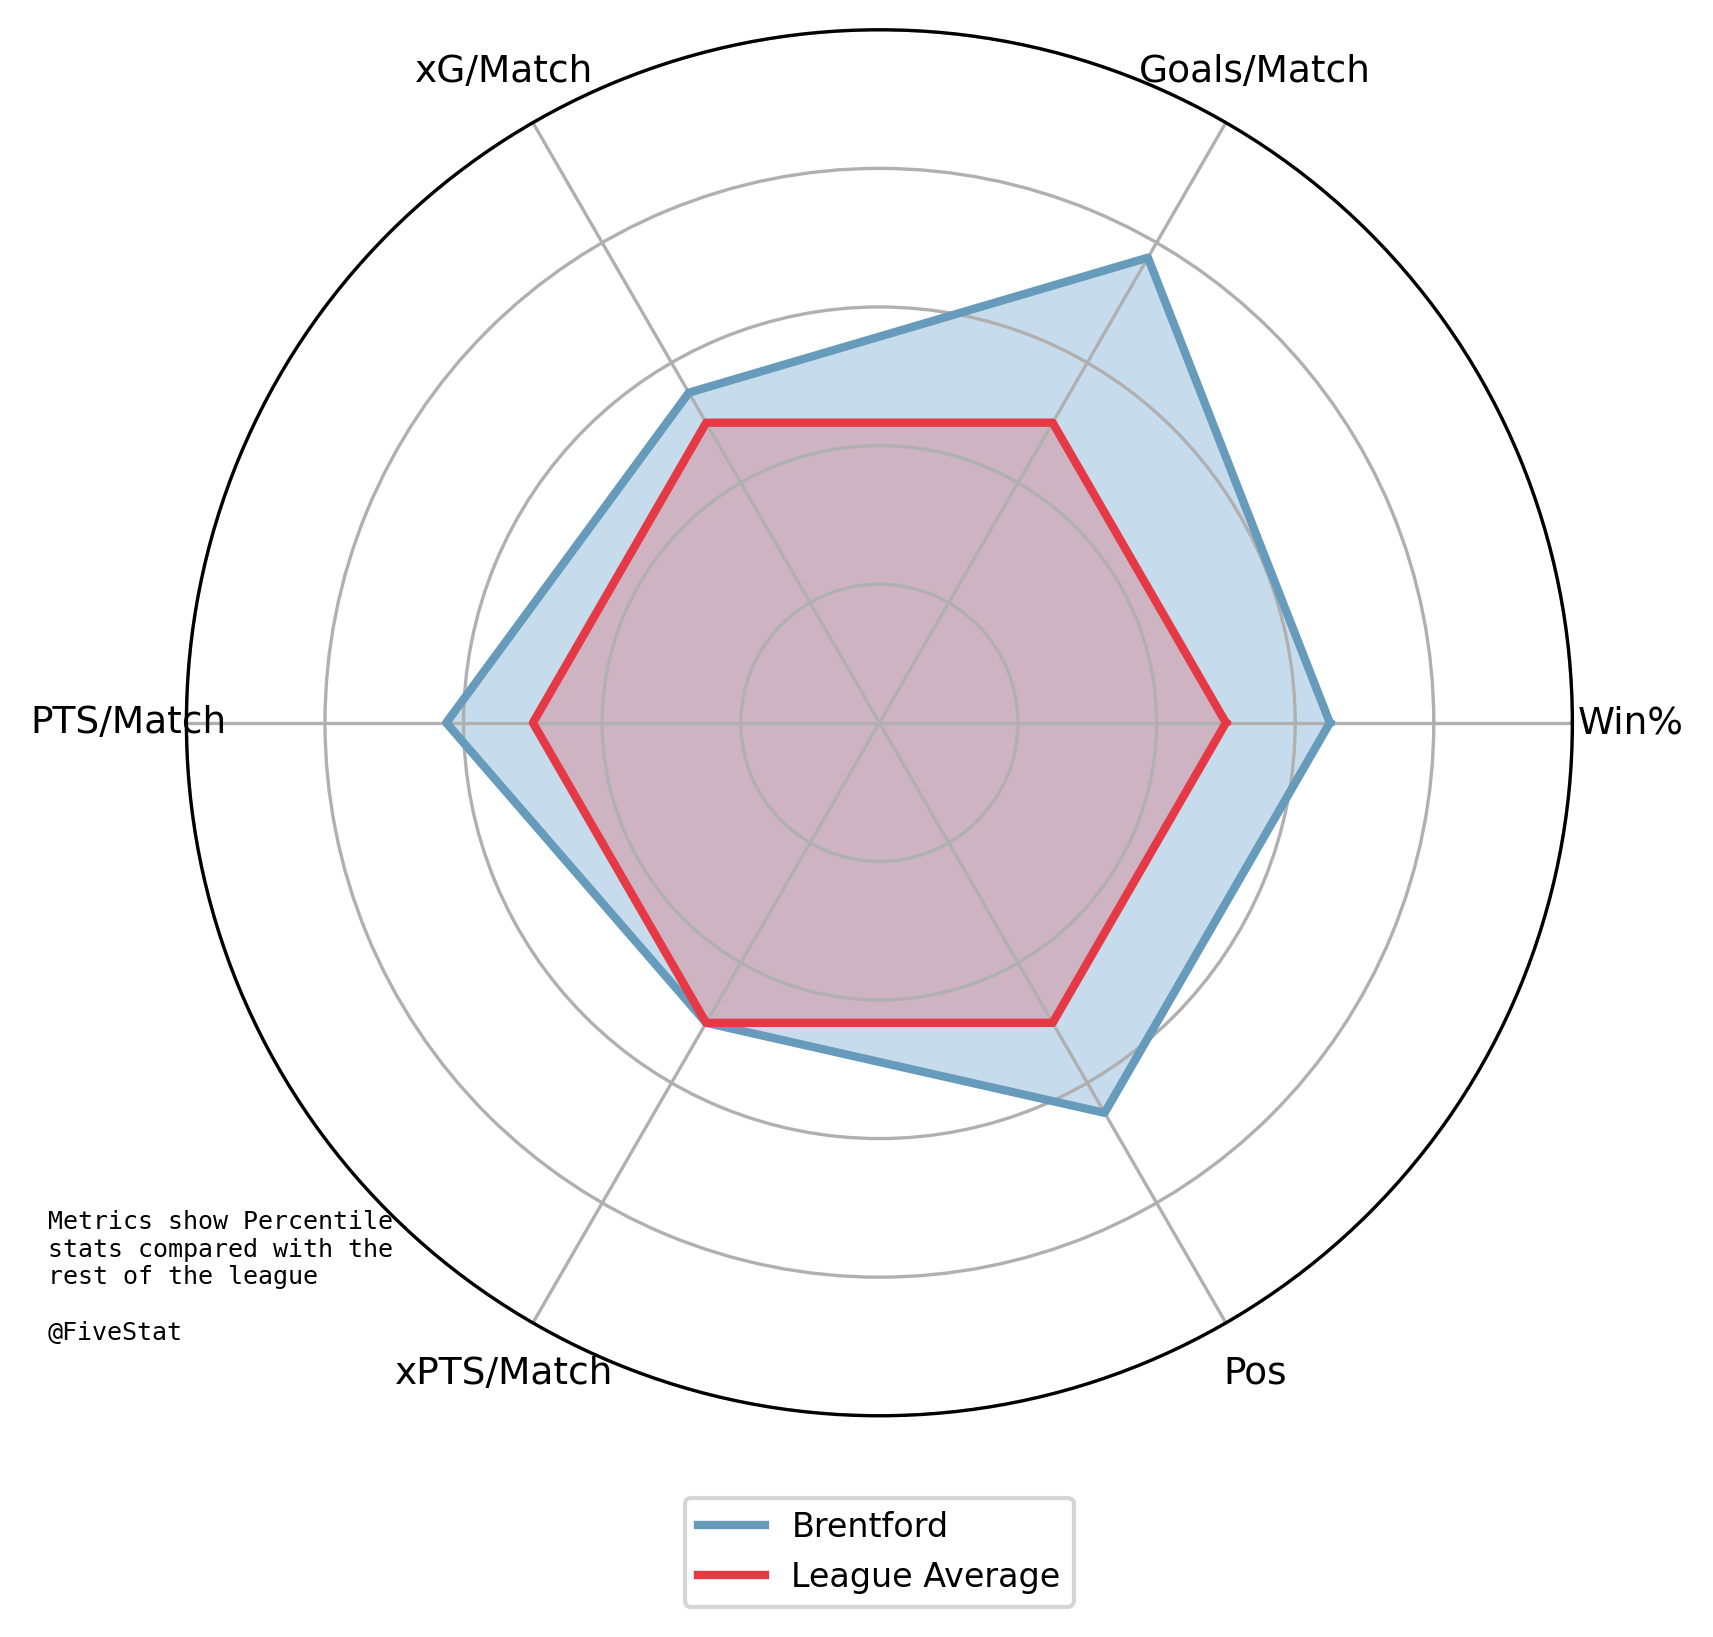 xG/Match
Goals/Match
PTS/Match
Win%
Metrics show Percentile
stats compared with the
rest of the league
@FiveStat
xPTS/Match
Pos
Brentford
League Average